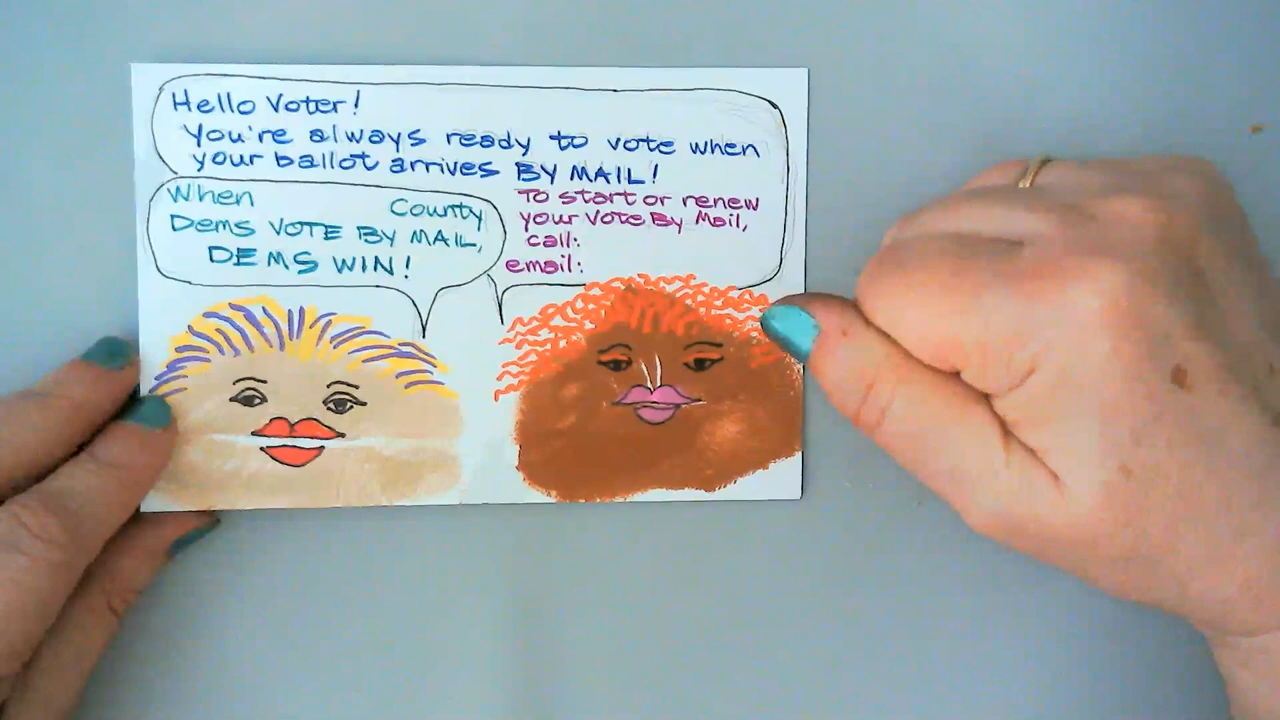 Hello Voter!
You're always ready to vote when
your ballot arrives BY MAIL!
To start or renew
your Vote By Mail,
call:
email:
When County
Dems VOTE BY MAIL,
DEMS WIN!